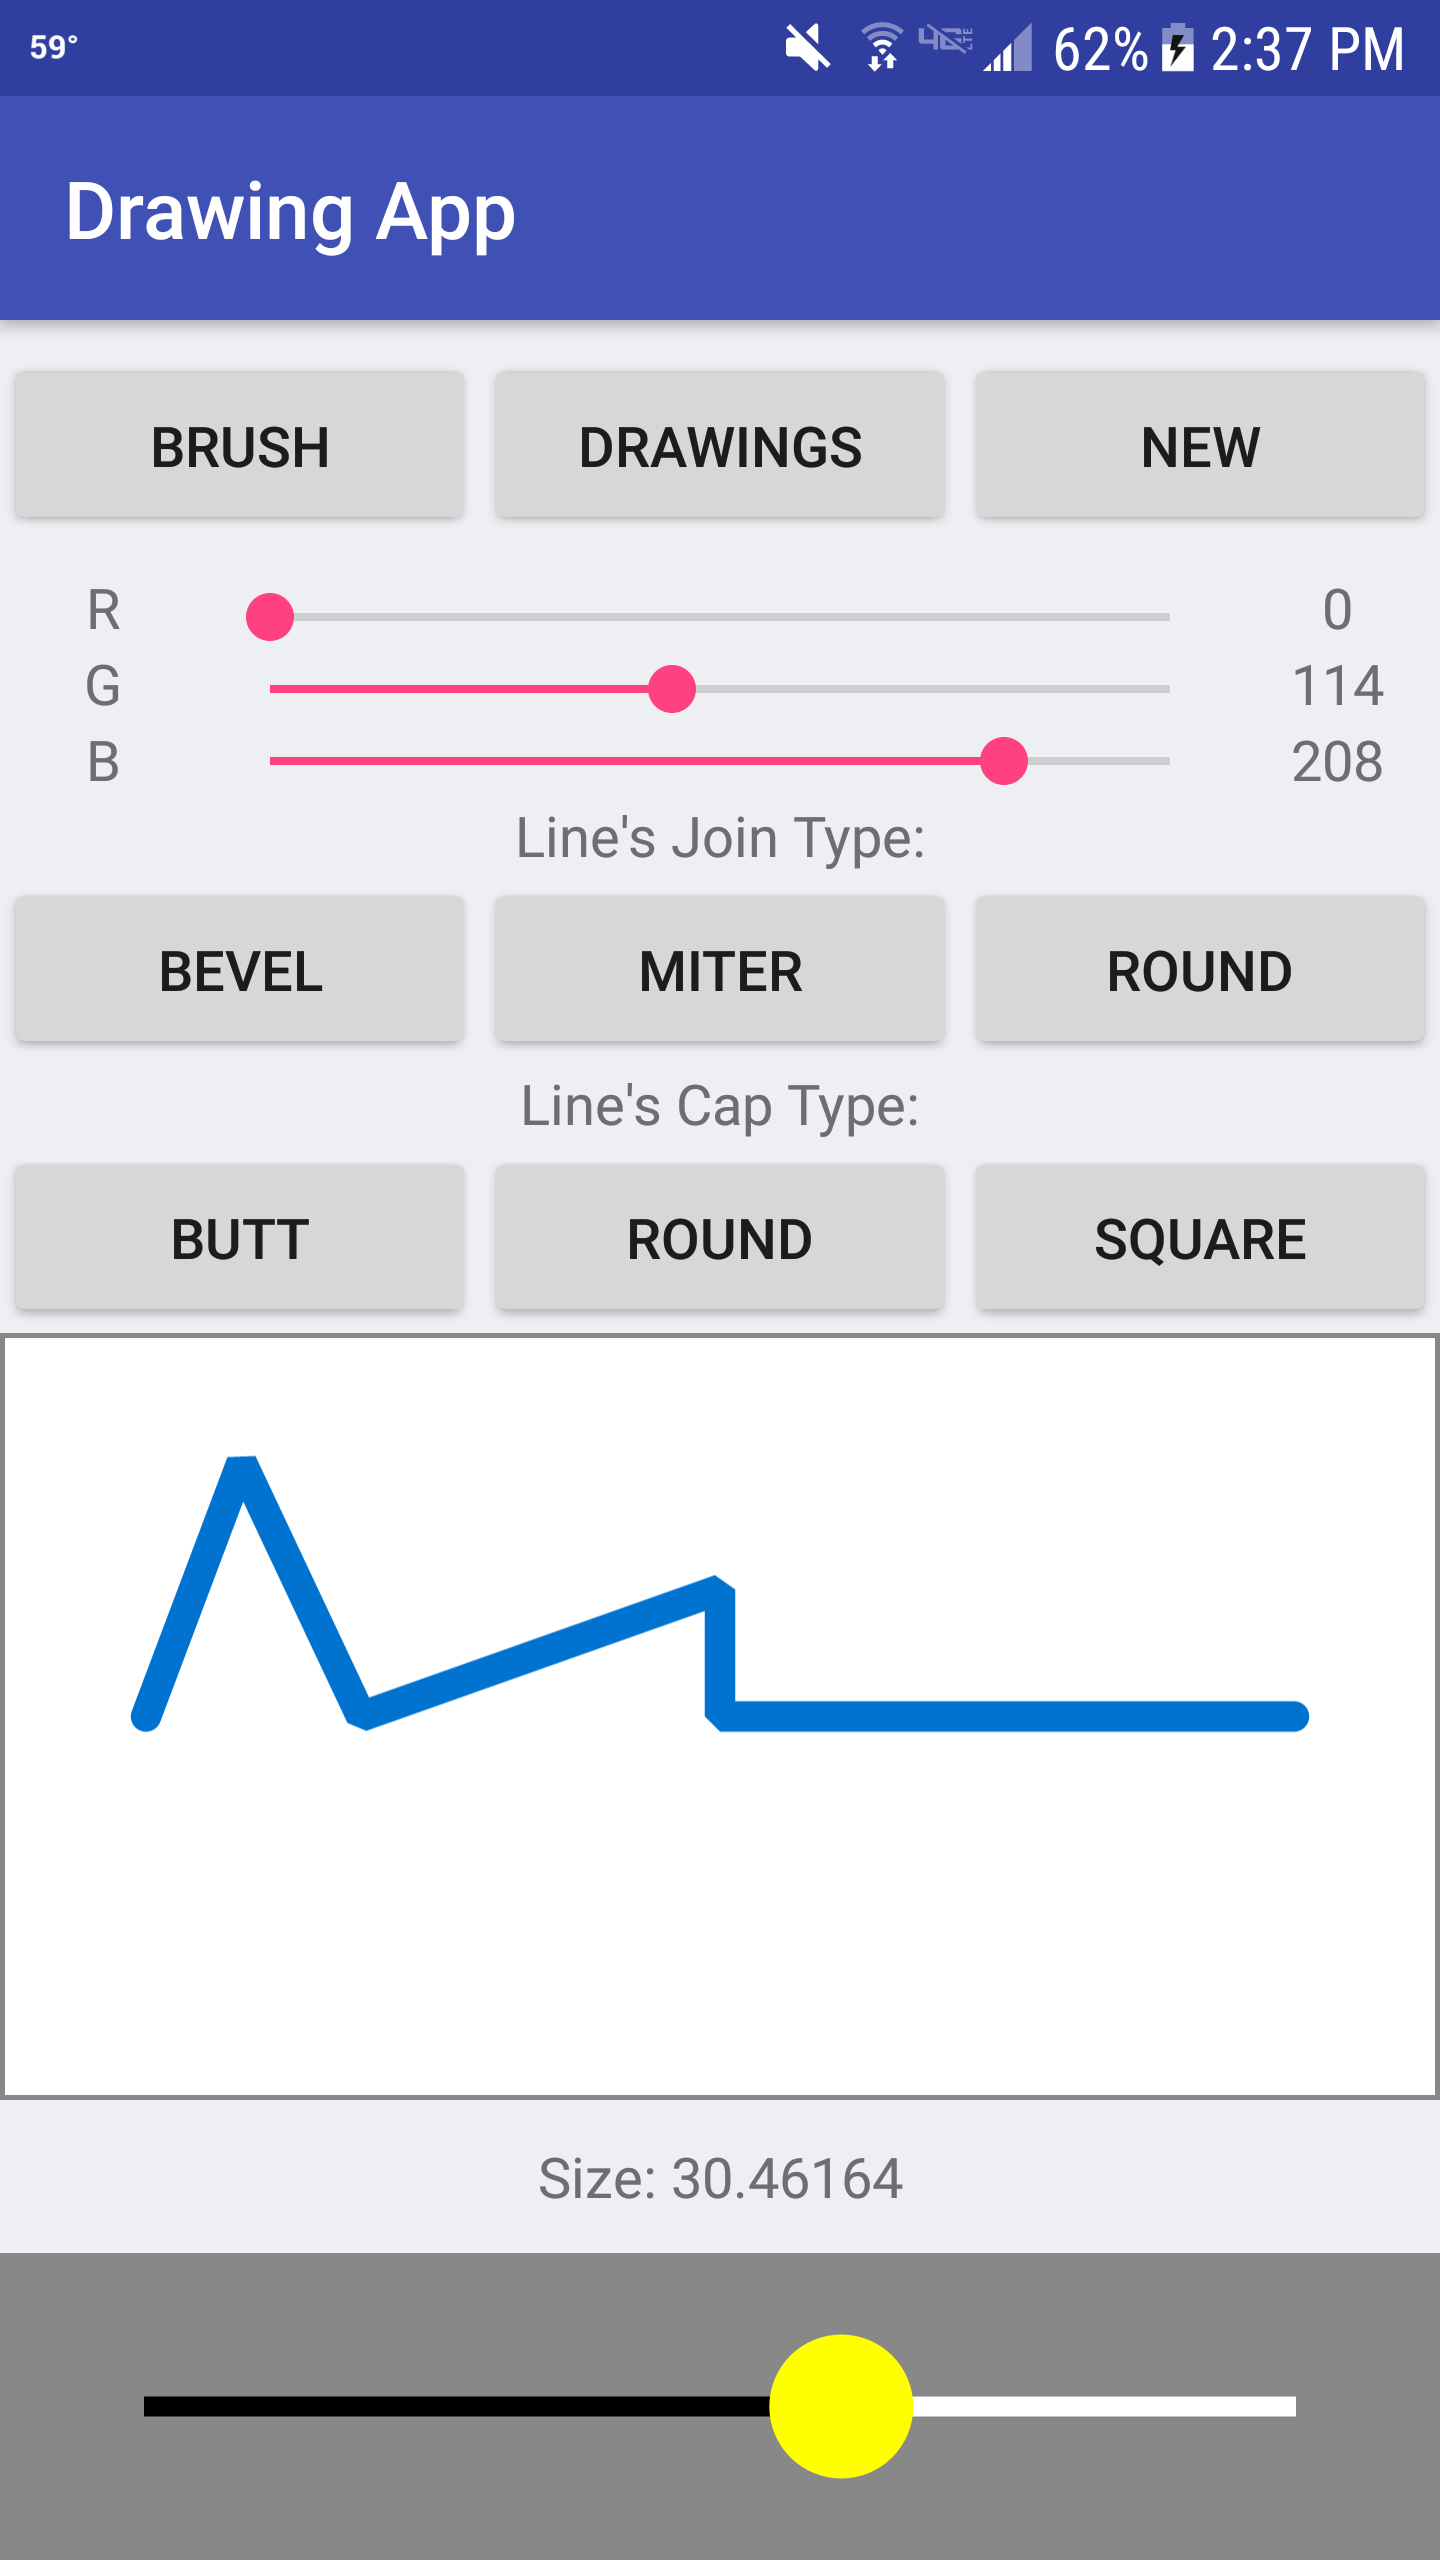 59° 62% 2:37 PM
Drawing App
BRUSH DRAWINGS NEW
R 0
G 114
B 208
Line's Join Type:
BEVEL MITER ROUND
Line's Cap Type:
BUTT ROUND SQUARE
Size: 30.46164